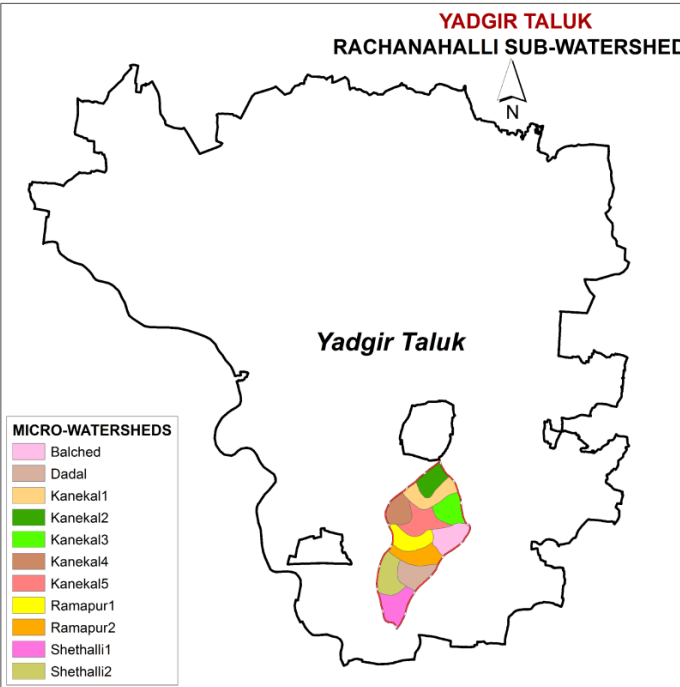 YADGIR TALUK
RACHANAHALLI SUB-WATERSHED
N
Yadgir Taluk
MICRO-WATERSHEDS
Balched
Dadal
Kanekal1
Kanekal2
Kanekal3
Kanekal4
Kanekal5
Ramapur1
Ramapur2
Shethalli1
Shethalli2